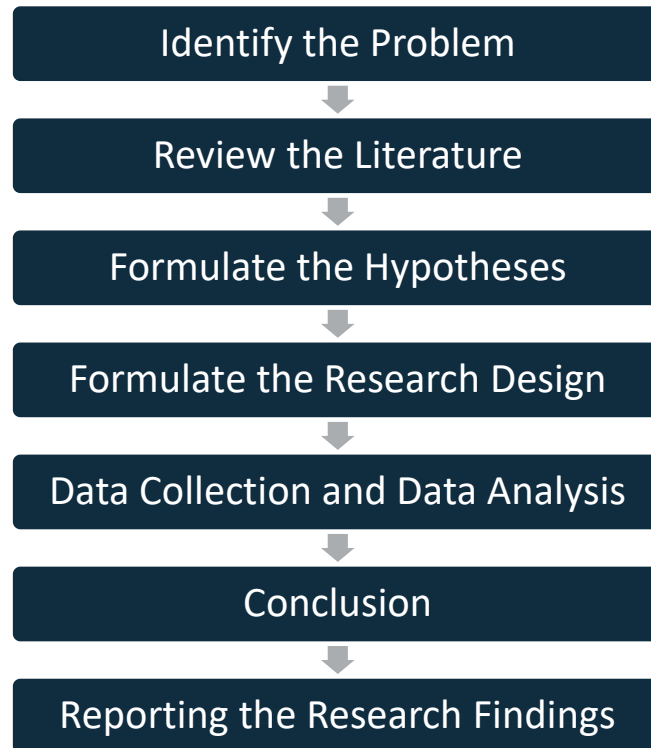 Identify the Problem
Review the Literature
Formulate the Hypotheses
Formulate the Research Design
Data Collection and Data Analysis
Conclusion
Reporting the Research Findings